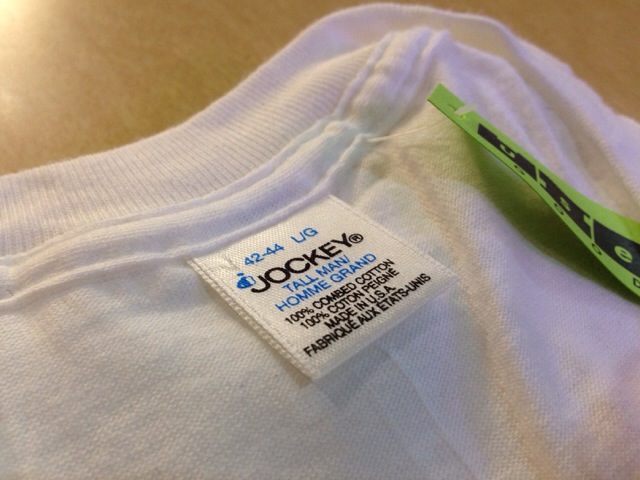 42-44 L/G
JOCKEY®
TALL MAN/
HOMME GRAND
100% COMBED COTTON
100% COTON PEIGNÉ
MADE IN U.S.A.
FABRIQUÉ AUX ÉTATS-UNIS